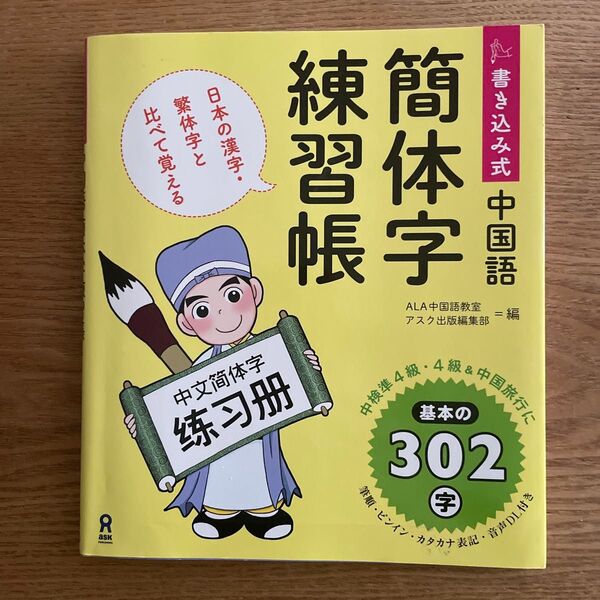 書き込み式
中国語
簡体字
練習帳
日本の漢字・
繁体字と
比べて覚える
ALA中国語教室
アスク出版編集部
=編
中文简体字
练习册
中検準4級・4級&中国旅行に
基本の
302
字
筆順・ピンイン・カタカナ表記・音声DL付き
ask